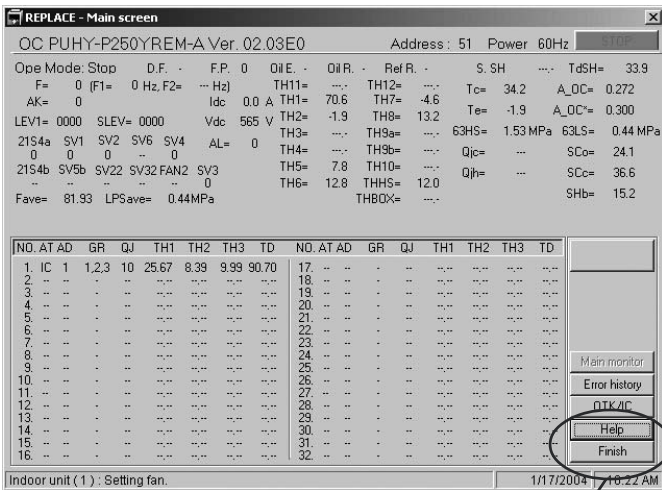 REPLACE - Main screen
OC PUHY-P250YREM-A Ver. 02.03E0 Address : 51 Power 60Hz STOP
Ope Mode: Stop D.F. - F.P. 0 Oil E. - Oil R. - Ref R. - S. SH --.- TdSH= 33.9
F= 0 (F1= 0 Hz, F2= --- Hz) TH11= ---.- TH12= ---.- Tc= 34.2 A_OC= 0.272
AK= 0 Idc 0.0 A TH1= 70.6 TH7= -4.6 Te= -1.9 A_OC*= 0.300
LEV1= 0000 SLEV= 0000 Vdc 565 V TH2= -1.9 TH8= 13.2 63HS= 1.53 MPa 63LS= 0.44 MPa
21S4a SV1 SV2 SV6 SV4 AL= 0 TH3= ---.- TH9a= ---.- Qjc= --- SCo= 24.1
0 0 0 -- 0 TH4= ---.- TH9b= ---.- Qjh= --- SCc= 36.6
21S4b SV5b SV22 SV32 FAN2 SV3 TH5= 7.8 TH10= ---.- SHb= 15.2
-- -- -- -- -- 0 TH6= 12.8 THHS= 12.0
Fave= 81.93 LPSave= 0.44MPa THBOX= ---.-
NO. AT AD GR QJ TH1 TH2 TH3 TD NO. AT AD GR QJ TH1 TH2 TH3 TD
1. IC 1 1,2,3 10 25.67 8.39 9.99 90.70 17. -- -- - -- --.-- --.-- --.-- --.--
2. -- -- - -- --.-- --.-- --.-- --.-- 18. -- -- - -- --.-- --.-- --.-- --.--
3. -- -- - -- --.-- --.-- --.-- --.-- 19. -- -- - -- --.-- --.-- --.-- --.--
4. -- -- - -- --.-- --.-- --.-- --.-- 20. -- -- - -- --.-- --.-- --.-- --.--
5. -- -- - -- --.-- --.-- --.-- --.-- 21. -- -- - -- --.-- --.-- --.-- --.--
6. -- -- - -- --.-- --.-- --.-- --.-- 22. -- -- - -- --.-- --.-- --.-- --.--
7. -- -- - -- --.-- --.-- --.-- --.-- 23. -- -- - -- --.-- --.-- --.-- --.--
8. -- -- - -- --.-- --.-- --.-- --.-- 24. -- -- - -- --.-- --.-- --.-- --.--
9. -- -- - -- --.-- --.-- --.-- --.-- 25. -- -- - -- --.-- --.-- --.-- --.--
10. -- -- - -- --.-- --.-- --.-- --.-- 26. -- -- - -- --.-- --.-- --.-- --.--
11. -- -- - -- --.-- --.-- --.-- --.-- 27. -- -- - -- --.-- --.-- --.-- --.--
12. -- -- - -- --.-- --.-- --.-- --.-- 28. -- -- - -- --.-- --.-- --.-- --.--
13. -- -- - -- --.-- --.-- --.-- --.-- 29. -- -- - -- --.-- --.-- --.-- --.--
14. -- -- - -- --.-- --.-- --.-- --.-- 30. -- -- - -- --.-- --.-- --.-- --.--
15. -- -- - -- --.-- --.-- --.-- --.-- 31. -- -- - -- --.-- --.-- --.-- --.--
16. -- -- - -- --.-- --.-- --.-- --.-- 32. -- -- - -- --.-- --.-- --.-- --.--
Main monitor
Error history
Help
Finish
Indoor unit ( 1 ) : Setting fan. 1/17/2004 10:22 AM